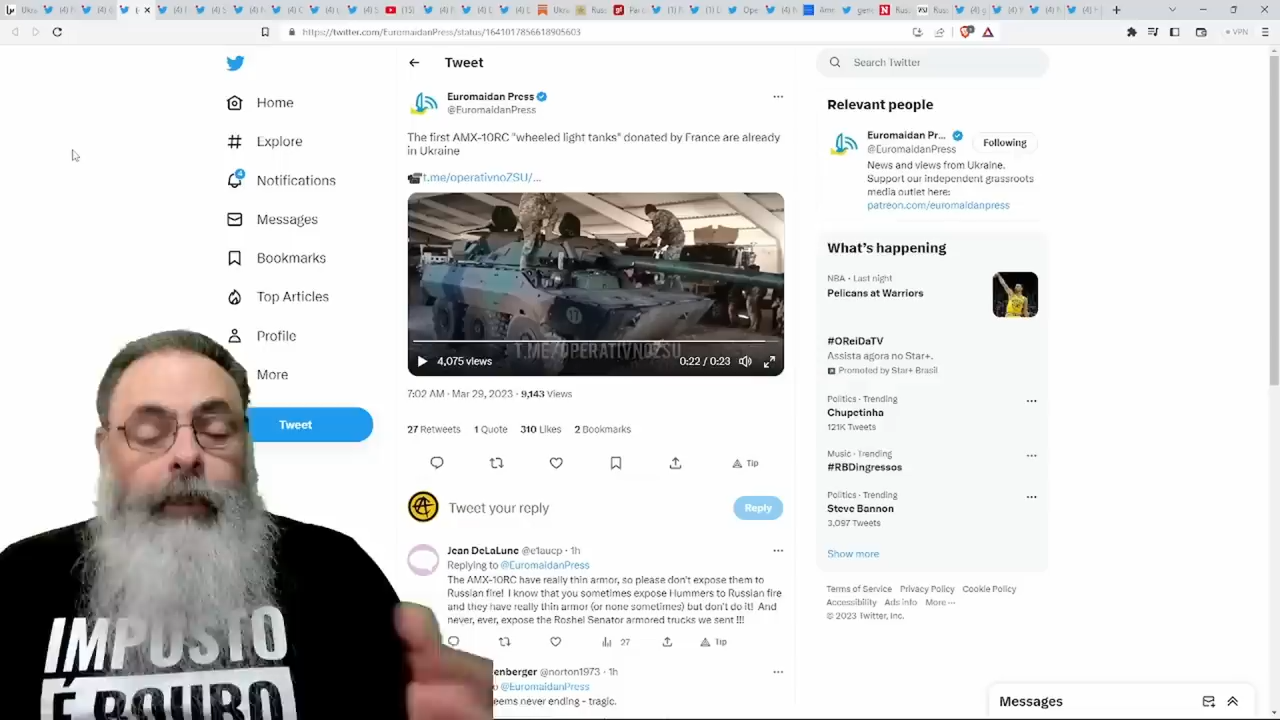 https://twitter.com/EuromaidanPress/status/1641017856618905603
VPN
Home
Explore
4
Notifications
Messages
Bookmarks
Top Articles
Profile
More
Tweet
Tweet
Euromaidan Press
@EuromaidanPress
The first AMX-10RC "wheeled light tanks" donated by France are already
in Ukraine
t.me/operativnoZSU/...
T.ME/OPERATIVNOZSU
4,075 views
0:22 / 0:23
7:02 AM · Mar 29, 2023 · 9,143 Views
27 Retweets 1 Quote 310 Likes 2 Bookmarks
Tip
Tweet your reply
Reply
Jean DeLaLune @e1aucp · 1h
Replying to @EuromaidanPress
The AMX-10RC have really thin armor, so please don't expose them to
Russian fire! I know that you sometimes expose Hummers to Russian fire
and they have really thin armor (or none sometimes) but don't do it! And
never, ever, expose the Roshel Senator armored trucks we sent !!!
27
Tip
enberger @norton1973 · 1h
o @EuromaidanPress
eems never ending - tragic.
Search Twitter
Relevant people
Euromaidan Pr...
@EuromaidanPress
Following
News and views from Ukraine.
Support our independent grassroots
media outlet here:
patreon.com/euromaidanpress
What's happening
NBA · Last night
Pelicans at Warriors
#OReiDaTV
Assista agora no Star+.
Promoted by Star+ Brasil
Politics · Trending
Chupetinha
121K Tweets
Music · Trending
#RBDingressos
Politics · Trending
Steve Bannon
3,097 Tweets
Show more
Terms of Service Privacy Policy Cookie Policy
Accessibility Ads info More ...
© 2023 Twitter, Inc.
Messages
IMPOSTO
É ROUBO